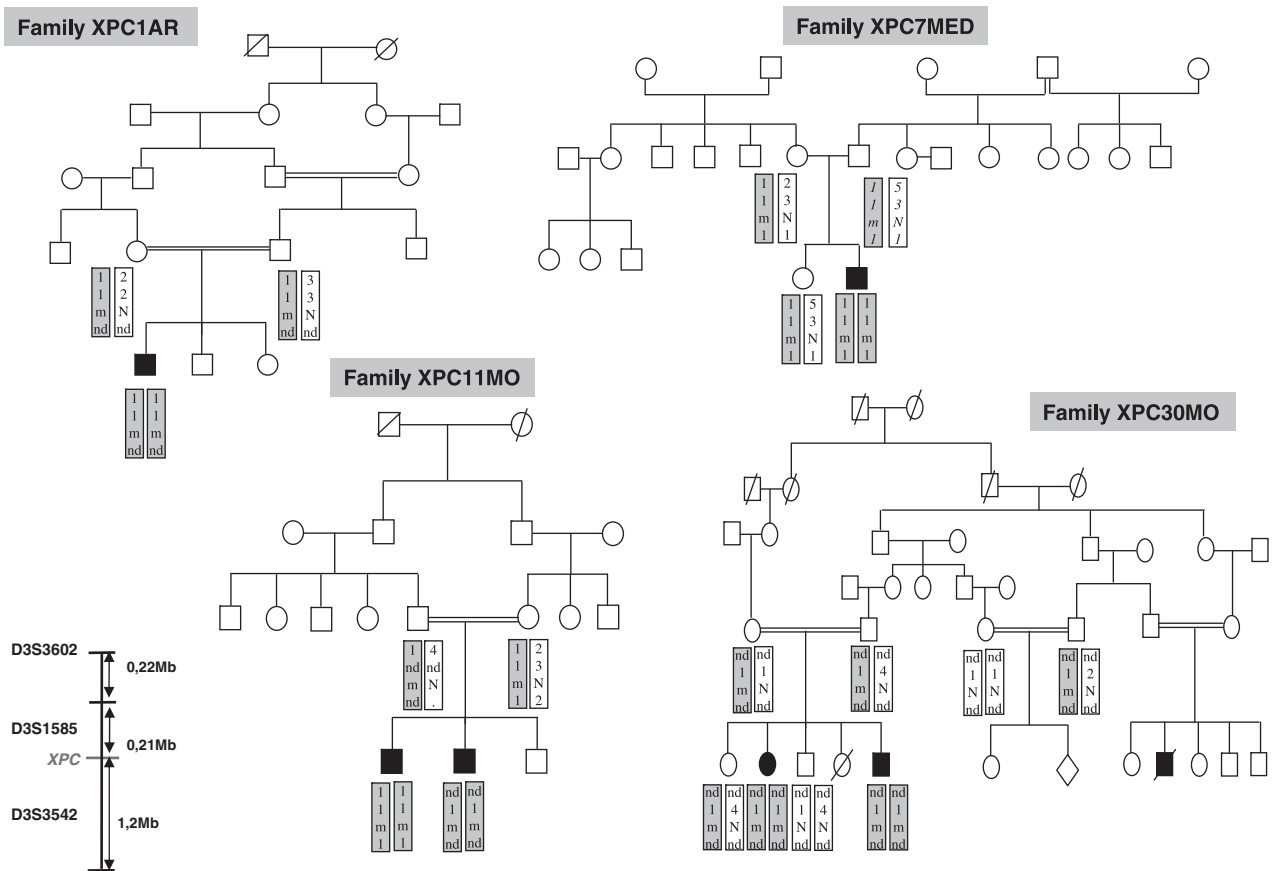 Family XPC1AR
1 2
1 2
m N
nd nd
1 3
1 3
m N
nd nd
1 1
1 1
m m
nd nd
Family XPC7MED
1 2
1 3
m N
1 1
1 5
1 3
m N
1 1
1 5
1 3
m N
1 1
1 1
1 1
m m
1 1
Family XPC11MO
1 4
nd nd
m N
nd .
1 2
1 3
m N
1 2
1 1
1 1
m m
1 1
nd nd
1 1
m m
nd nd
Family XPC30MO
nd nd
1 1
m N
nd nd
nd nd
1 4
m N
nd nd
nd nd
1 1
N N
nd nd
nd nd
1 2
m N
nd nd
nd nd nd nd nd nd
1 4 1 1 1 4
m N m m N N
nd nd nd nd nd nd
nd nd
1 1
m m
nd nd
D3S3602
0,22Mb
D3S1585
0,21Mb
XPC
D3S3542
1,2Mb